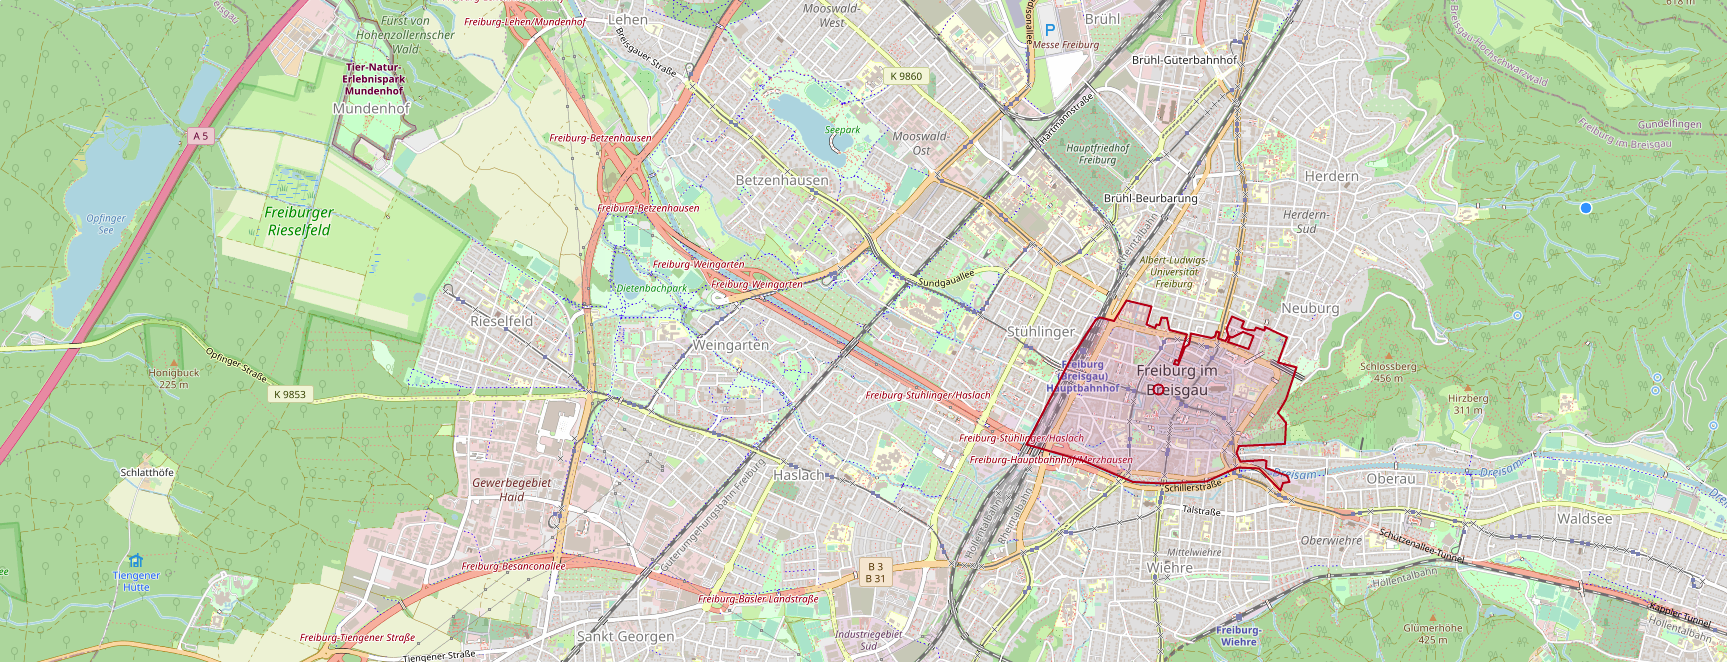 Lehen
Fürst von
Hohenzollernscher
Wald
Freiburg-Lehen/Mundenhof
Mooswald-
West
Brühl
P
Messe Freiburg
Breisgauer Straße
Brühl-Güterbahnhof
Breisgau-Hochschwarzwald
Tier-Natur-
Erlebnispark
Mundenhof
Mundenhof
K 9860
A 5
Freiburg-Betzenhausen
Seepark
Mooswald-
Ost
Hartmannstraße
Hauptfriedhof
Freiburg
Gundelfingen
Freiburg im Breisgau
Betzenhausen
Herdern
Brühl-Beurbarung
Opfinger
See
Freiburger
Rieselfeld
Freiburg-Betzenhausen
Herdern-
Süd
Rheintalbahn
Freiburg-Weingarten
Freiburg-Weingarten
Dietenbachpark
Sundgauallee
Albert-Ludwigs-
Universität
Freiburg
Rieselfeld
Weingarten
Stühlinger
Neuburg
Opfinger Straße
Honigbuck
225 m
K 9853
Freiburg
(Breisgau)
Hauptbahnhof
Freiburg im
Breisgau
Schlossberg
456 m
Hirzberg
311 m
Freiburg-Stühlinger/Haslach
Freiburg-Stühlinger/Haslach
Freiburg-Hauptbahnhof/Merzhausen
Schlatthöfe
Gewerbegebiet
Haid
Haslach
Schillerstraße
Dreisam
Dreisam
Oberau
Talstraße
Waldsee
Güterumgehungsbahn Freiburg
Höllentalbahn
Rheintalbahn
Mittelwiehre
Oberwiehre
Schützenallee-Tunnel
Wiehre
Höllentalbahn
Tiengener
Hütte
Freiburg-Besanconallee
B 3
B 31
Freiburg-Basler Landstraße
Kappler Tunnel
Höllentalbahn
Freiburg-Tiengener Straße
Sankt Georgen
Industriegebiet
Süd
Freiburg-
Wiehre
Glümerhöhe
425 m
Tiengener Straße